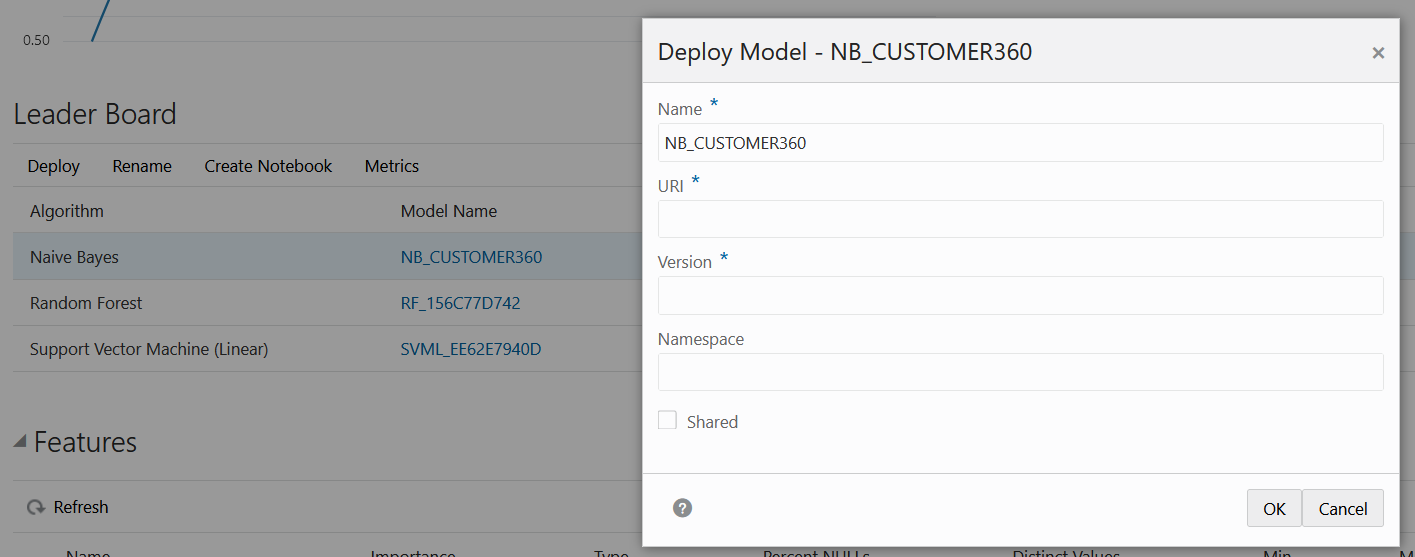 0.50
Leader Board
Deploy Rename Create Notebook Metrics
Algorithm Model Name
Naive Bayes NB_CUSTOMER360
Random Forest RF_156C77D742
Support Vector Machine (Linear) SVML_EE62E7940D
Features
Refresh
Name Importance Type Percent NULLs Distinct Values Min
Deploy Model - NB_CUSTOMER360 ×
Name *
NB_CUSTOMER360
URI *
Version *
Namespace
Shared
? OK Cancel